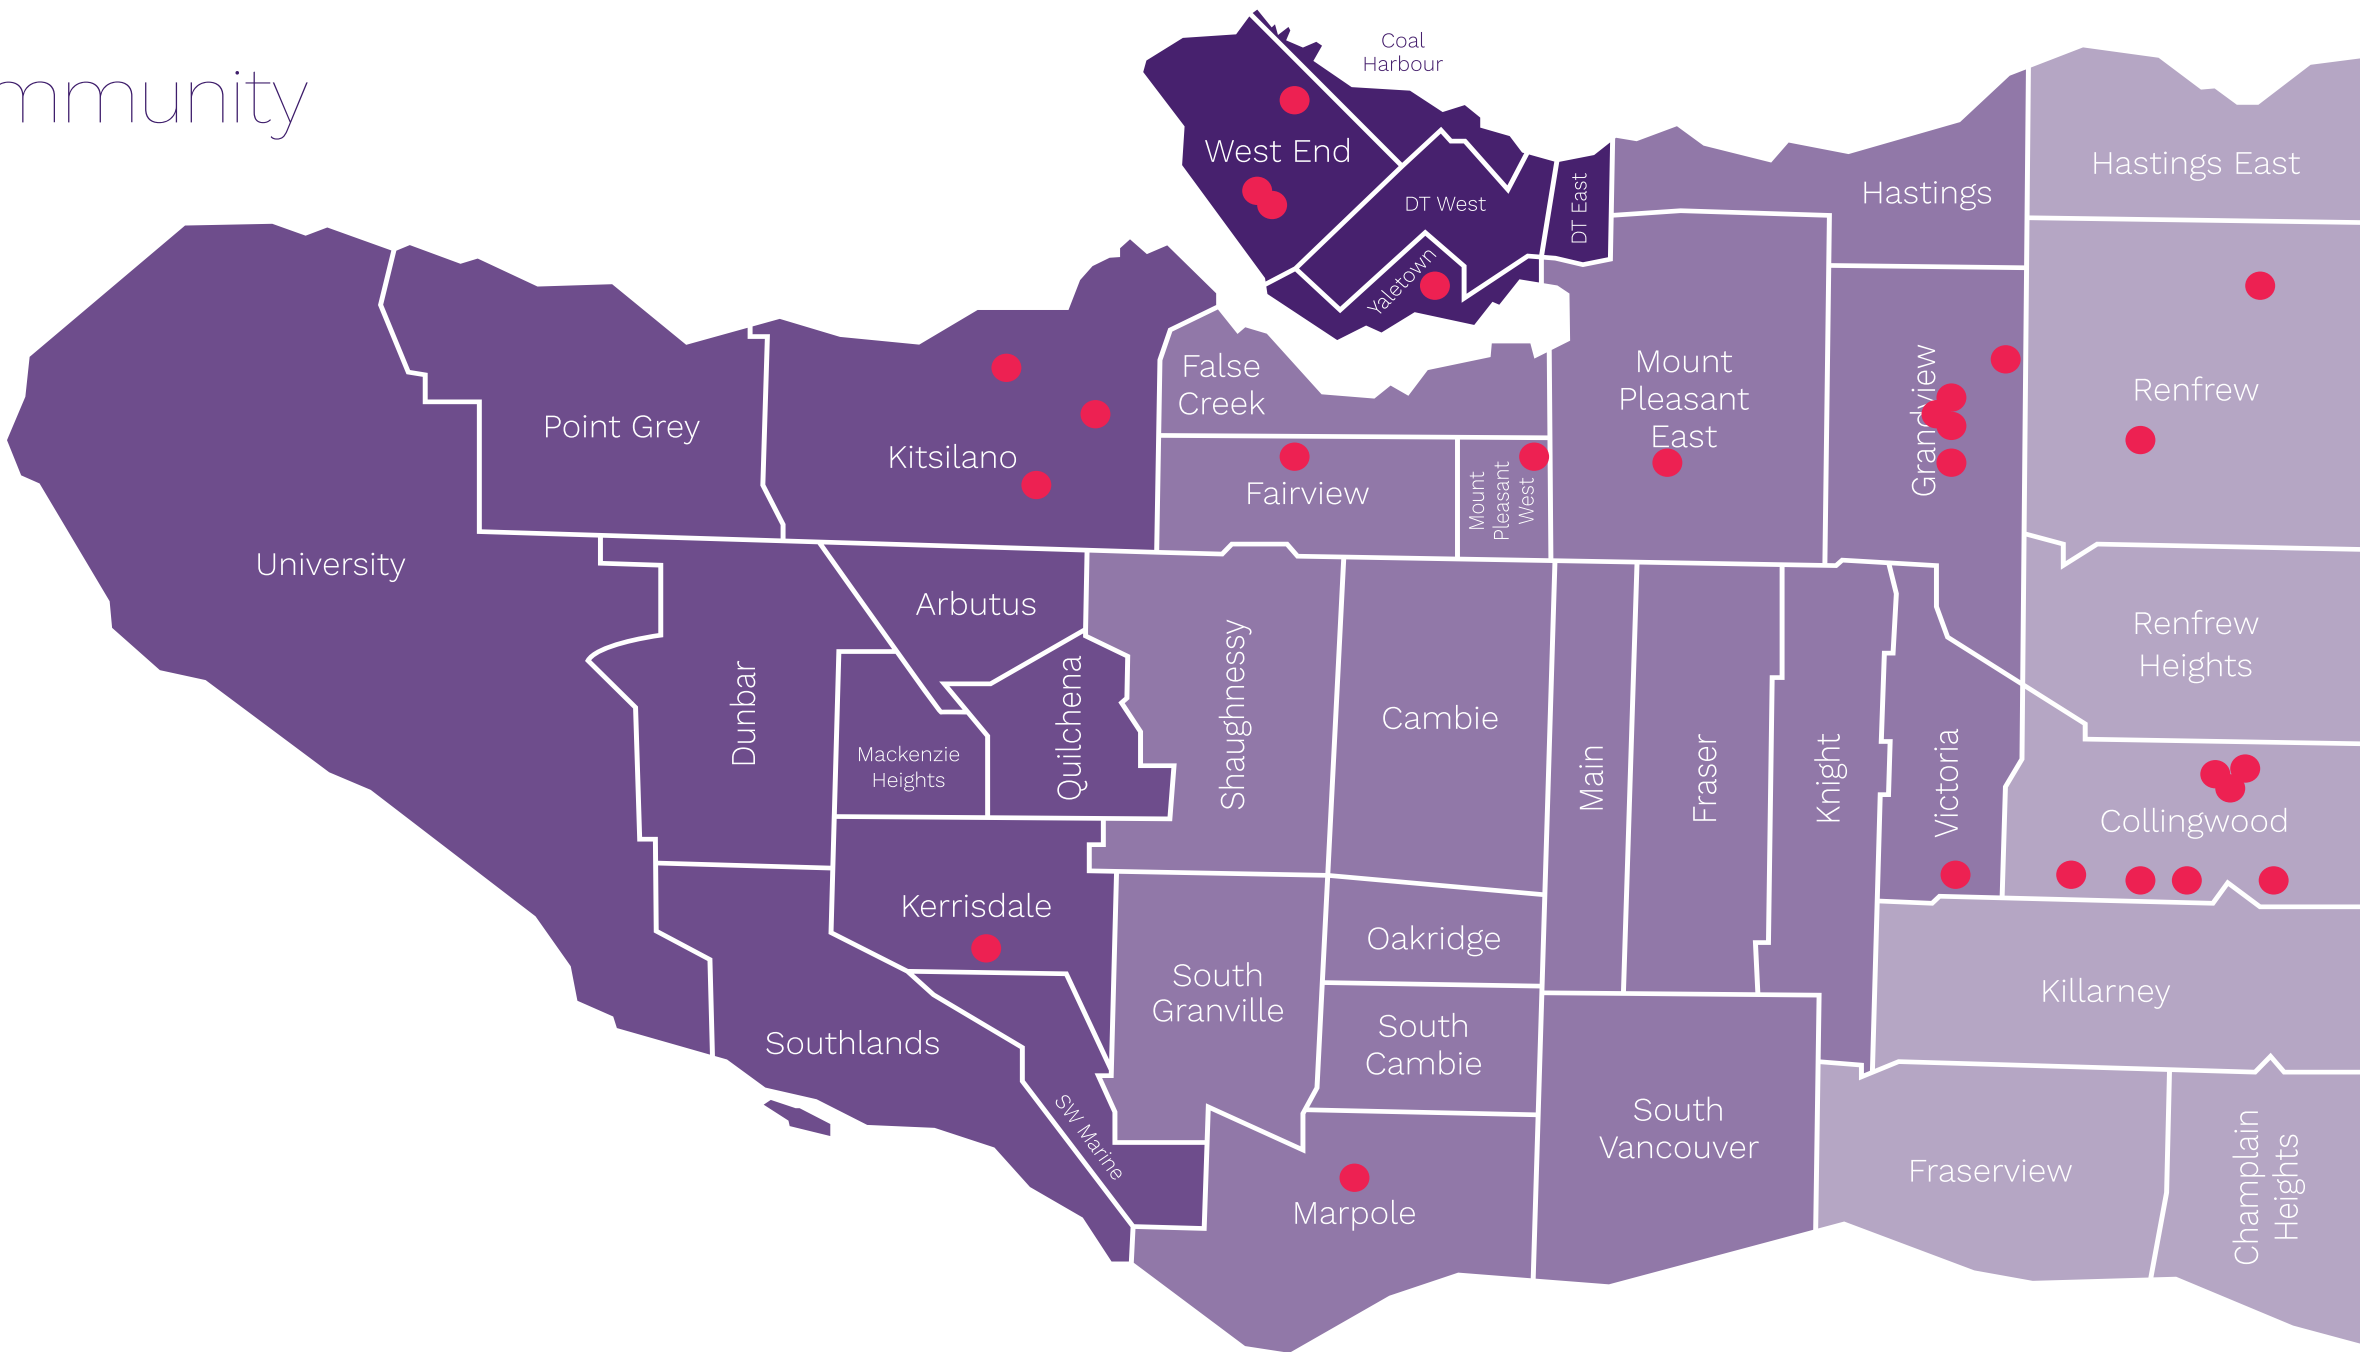 mmunity
Coal
Harbour
West End
DT West
DT East
Yaletown
Hastings
Hastings East
Point Grey
Kitsilano
False
Creek
Fairview
Mount
Pleasant
West
Mount
Pleasant
East
Grandview
Renfrew
University
Arbutus
Dunbar
Mackenzie
Heights
Quilchena
Shaughnessy
Cambie
Main
Fraser
Knight
Victoria
Renfrew
Heights
Collingwood
Kerrisdale
Oakridge
South
Granville
South
Cambie
Killarney
Southlands
SW Marine
South
Vancouver
Marpole
Fraserview
Champlain
Heights